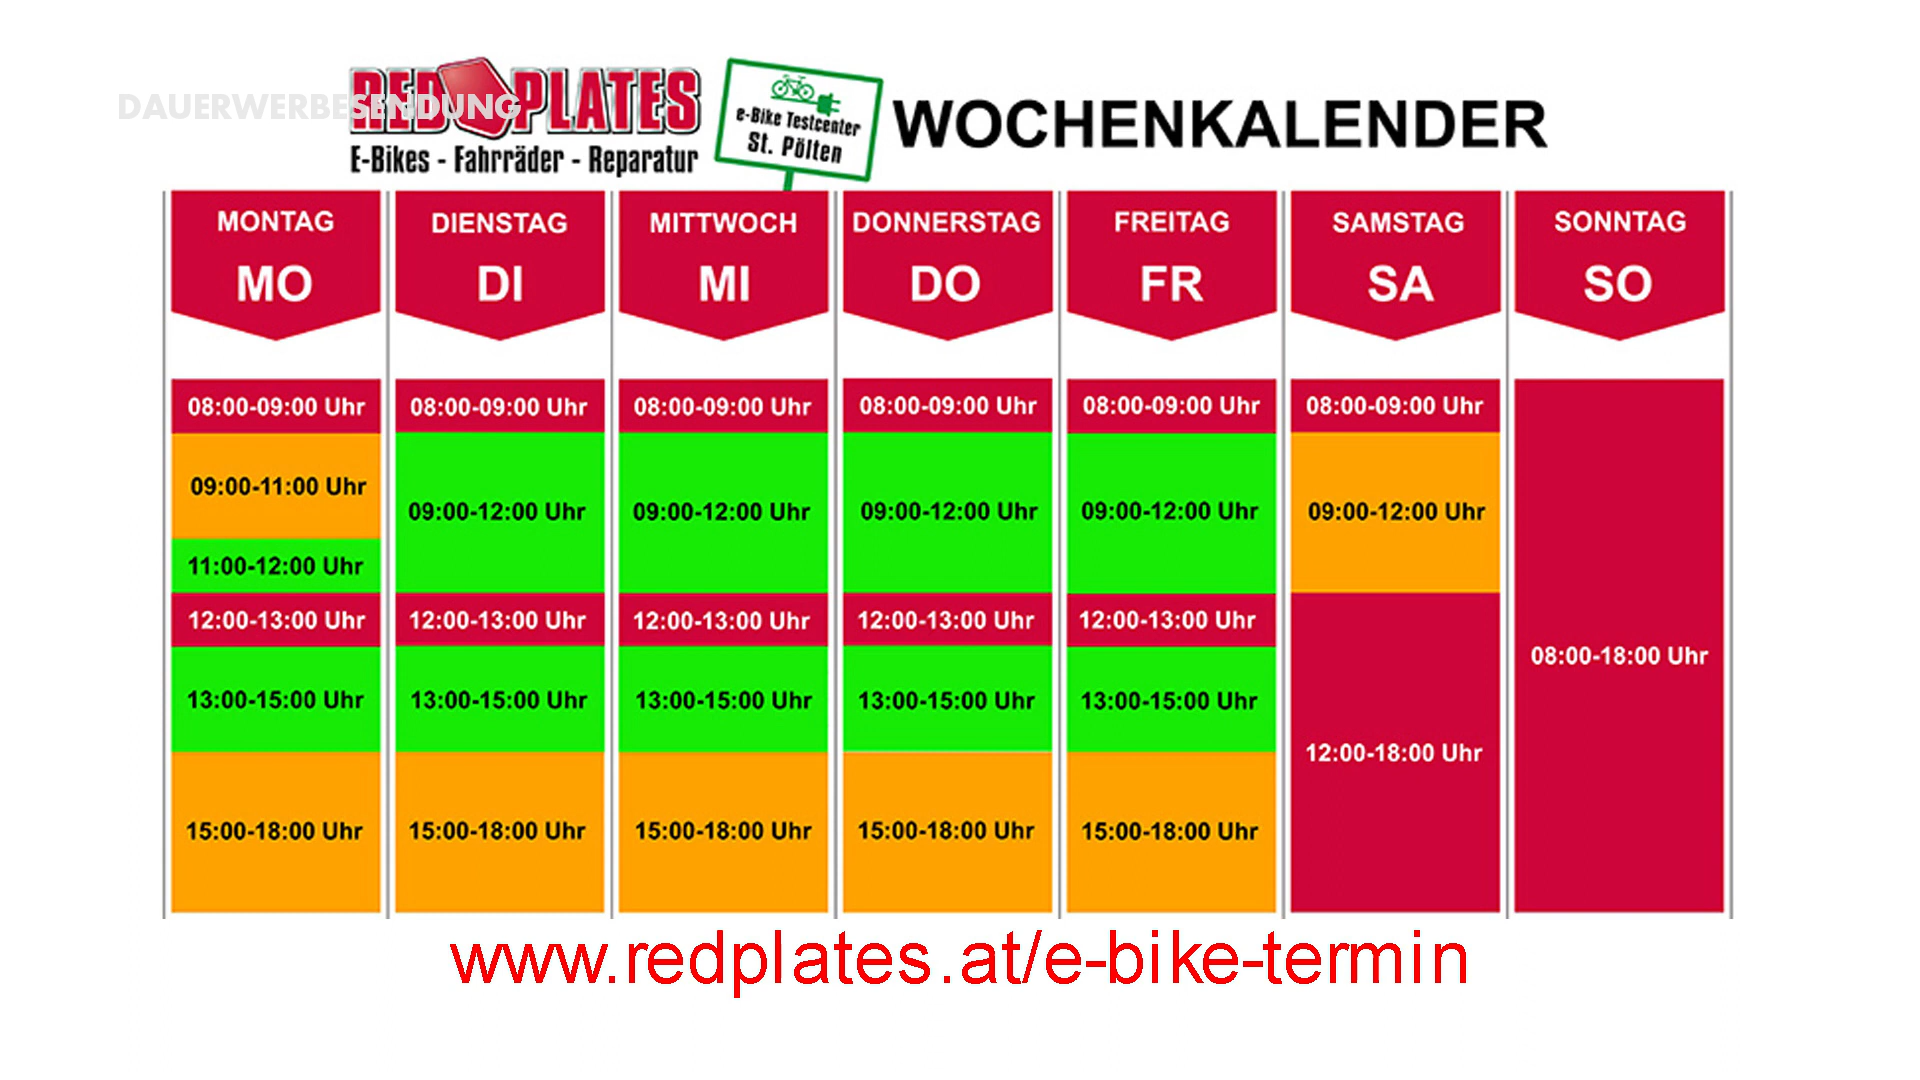 DAUERWERBESENDUNG
RED PLATES
E-Bikes - Fahrräder - Reparatur
e-Bike Testcenter
St. Pölten
WOCHENKALENDER
MONTAG DIENSTAG MITTWOCH DONNERSTAG FREITAG SAMSTAG SONNTAG
MO DI MI DO FR SA SO
08:00-09:00 Uhr 08:00-09:00 Uhr 08:00-09:00 Uhr 08:00-09:00 Uhr 08:00-09:00 Uhr 08:00-09:00 Uhr
09:00-11:00 Uhr
09:00-12:00 Uhr 09:00-12:00 Uhr 09:00-12:00 Uhr 09:00-12:00 Uhr 09:00-12:00 Uhr
11:00-12:00 Uhr
12:00-13:00 Uhr 12:00-13:00 Uhr 12:00-13:00 Uhr 12:00-13:00 Uhr 12:00-13:00 Uhr
08:00-18:00 Uhr
13:00-15:00 Uhr 13:00-15:00 Uhr 13:00-15:00 Uhr 13:00-15:00 Uhr 13:00-15:00 Uhr
12:00-18:00 Uhr
15:00-18:00 Uhr 15:00-18:00 Uhr 15:00-18:00 Uhr 15:00-18:00 Uhr 15:00-18:00 Uhr
www.redplates.at/e-bike-termin